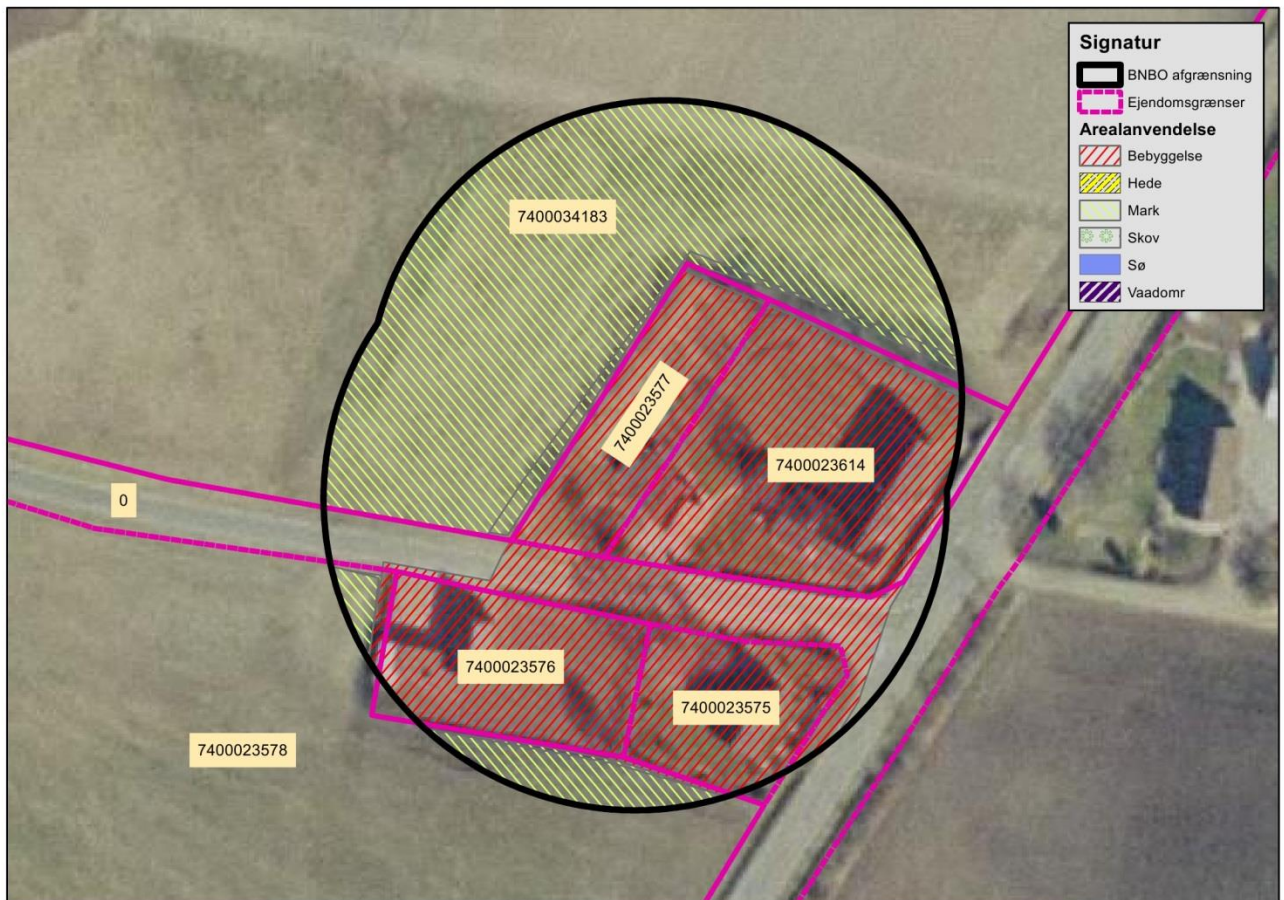 Signatur
BNBO afgrænsning
Ejendomsgrænser
Arealanvendelse
Bebyggelse
Hede
Mark
Skov
Sø
Vaadomr
7400034183
7400023577
7400023614
0
7400023576
7400023575
7400023578